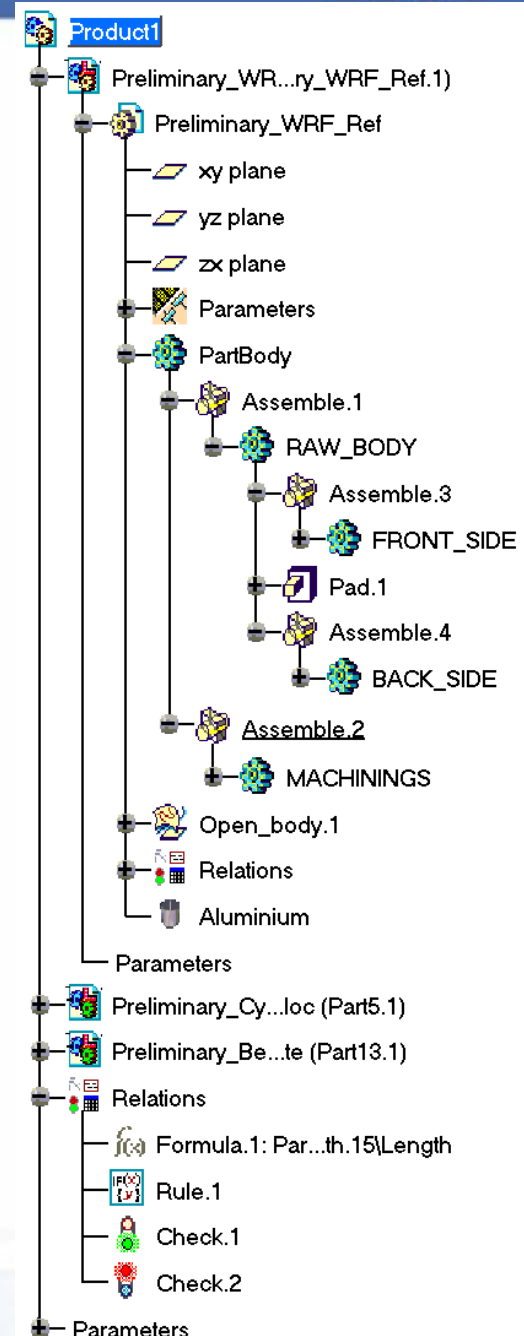 Product1
Preliminary_WR...ry_WRF_Ref.1)
Preliminary_WRF_Ref
xy plane
yz plane
zx plane
Parameters
PartBody
Assemble.1
RAW_BODY
Assemble.3
FRONT_SIDE
Pad.1
Assemble.4
BACK_SIDE
Assemble.2
MACHININGS
Open_body.1
Relations
Aluminium
Parameters
Preliminary_Cy...loc (Part5.1)
Preliminary_Be...te (Part13.1)
Relations
Formula.1: Par...th.15\Length
Rule.1
Check.1
Check.2
Parameters